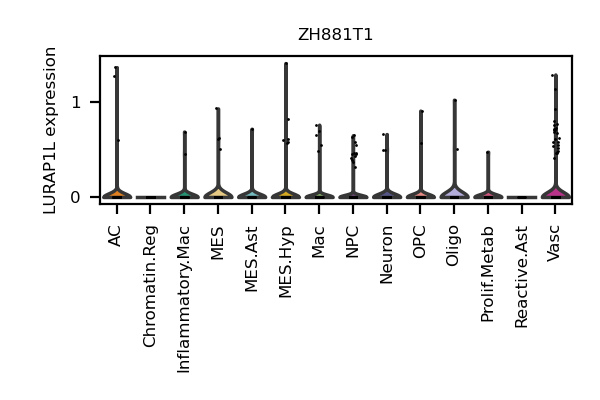 ZH881T1
LURAP1L expression
1
0
AC
Chromatin.Reg
Inflammatory.Mac
MES
MES.Ast
MES.Hyp
Mac
NPC
Neuron
OPC
Oligo
Prolif.Metab
Reactive.Ast
Vasc